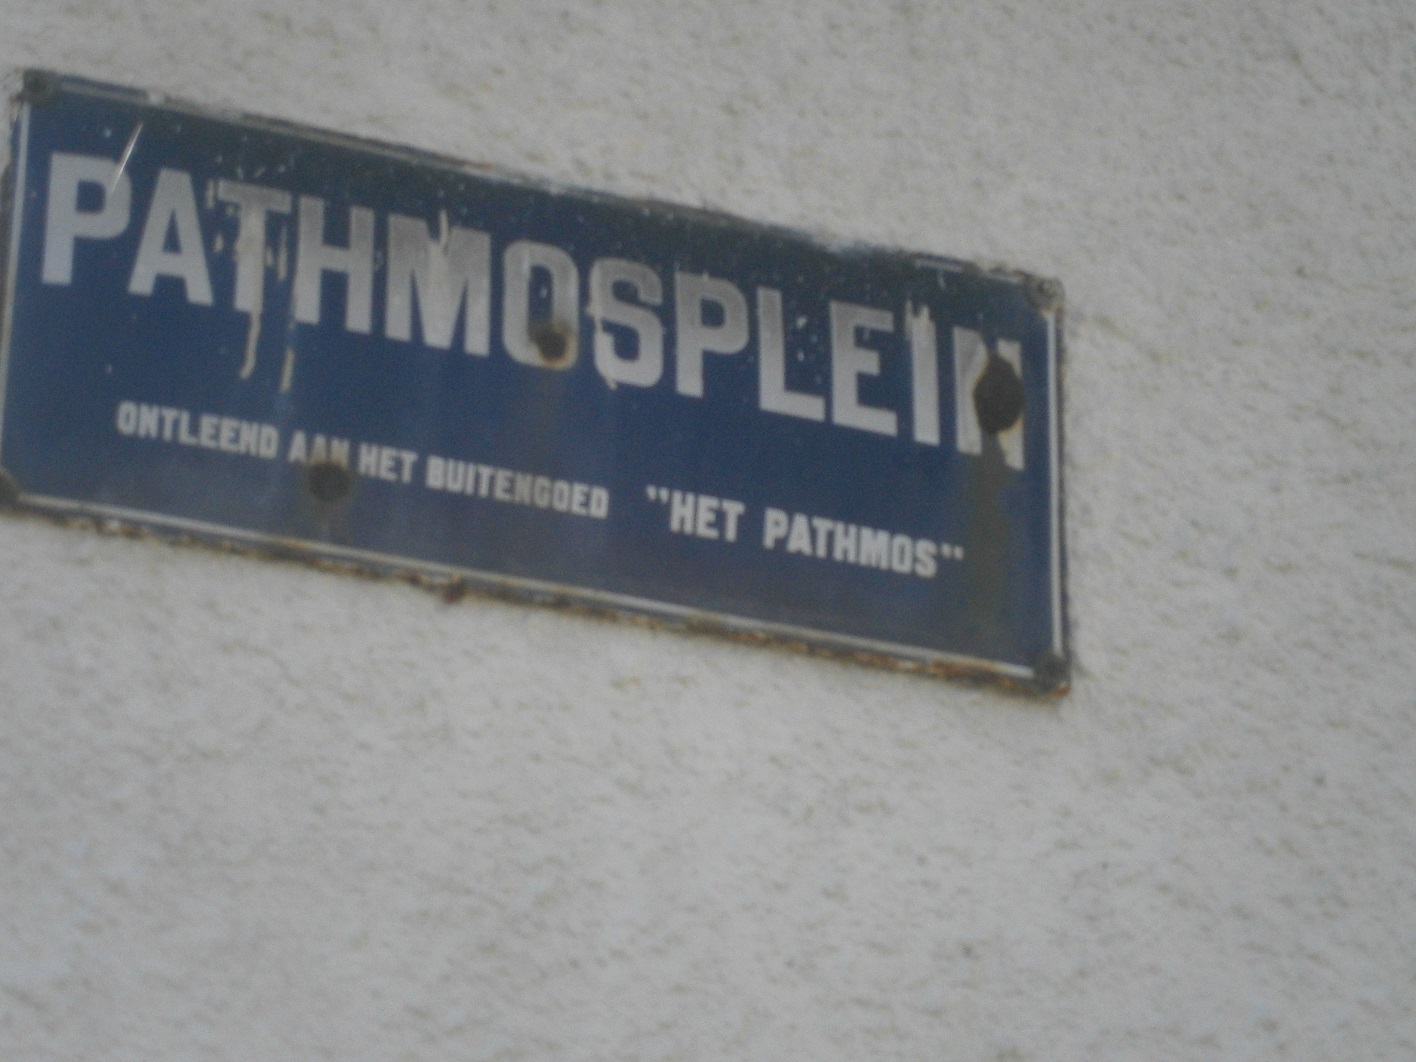 PATHMOSPLEIN
ONTLEEND AAN HET BUITENGOED "HET PATHMOS"